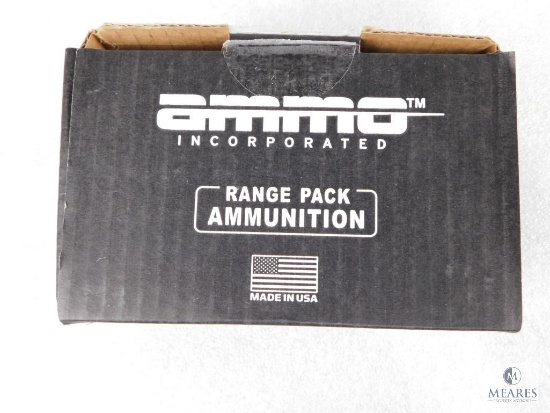 ammo™
INCORPORATED
RANGE PACK
AMMUNITION
MADE IN USA
M
MEARES